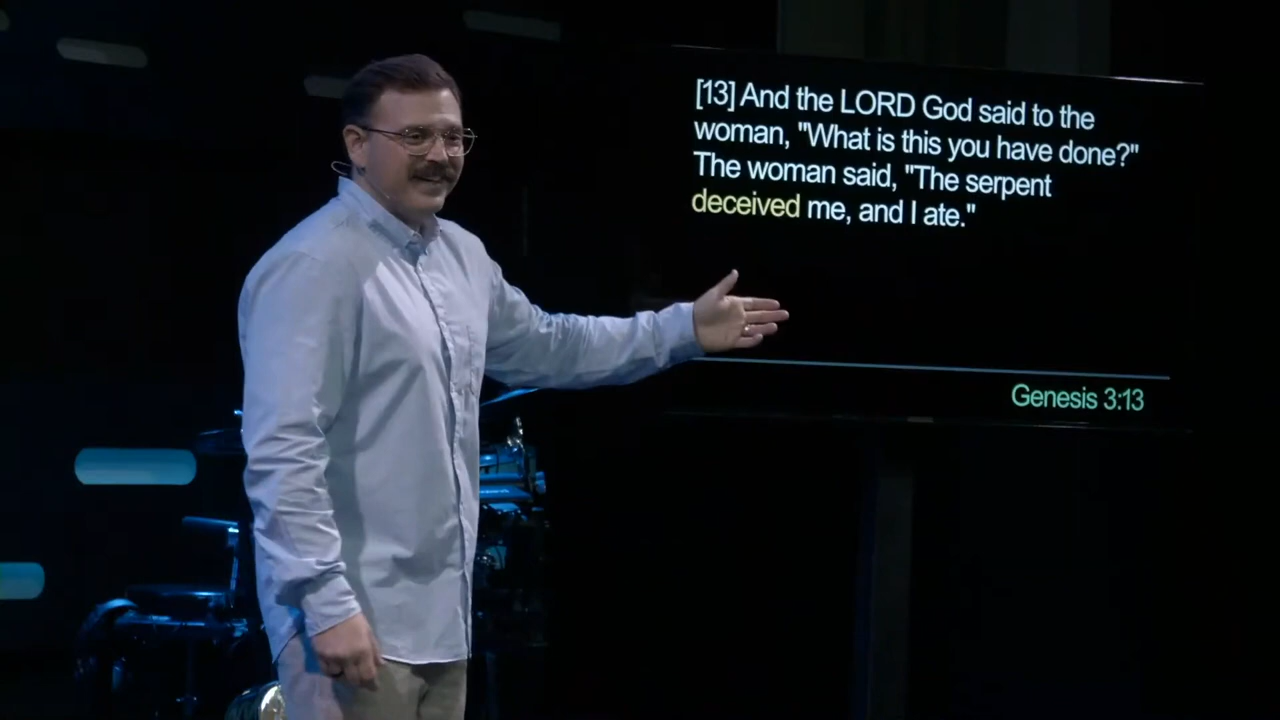 [13] And the LORD God said to the
woman, "What is this you have done?"
The woman said, "The serpent
deceived me, and I ate."
Genesis 3:13